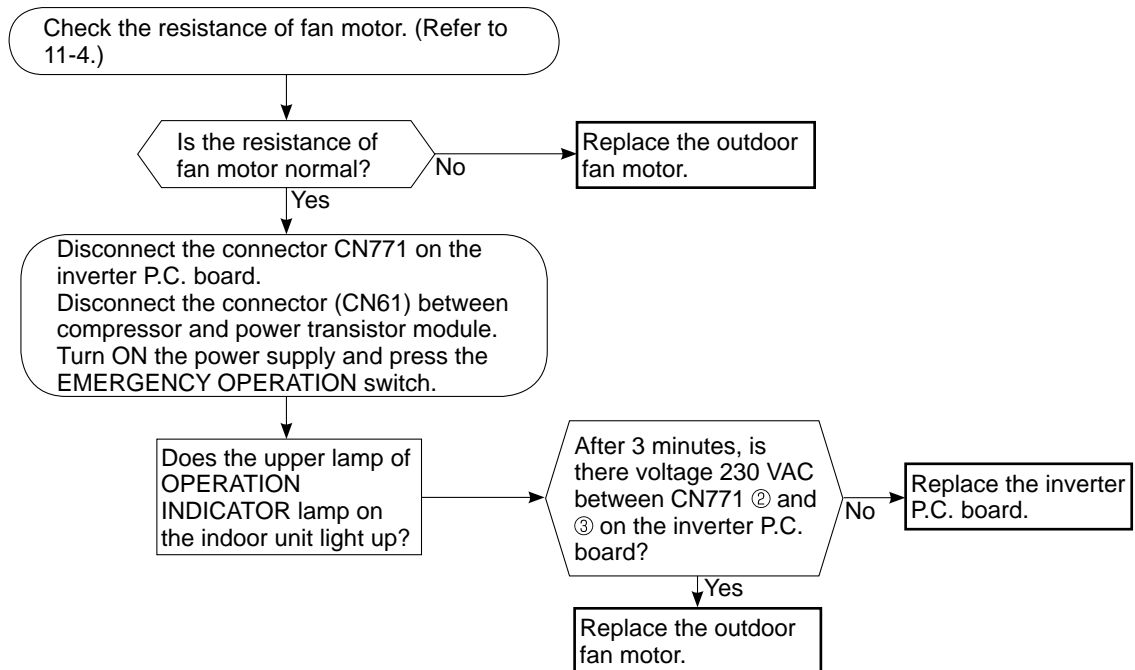 Check the resistance of fan motor. (Refer to
11-4.)
Is the resistance of
fan motor normal?
No
Replace the outdoor
fan motor.
Yes
Disconnect the connector CN771 on the
inverter P.C. board.
Disconnect the connector (CN61) between
compressor and power transistor module.
Turn ON the power supply and press the
EMERGENCY OPERATION switch.
Does the upper lamp of
OPERATION
INDICATOR lamp on
the indoor unit light up?
After 3 minutes, is
there voltage 230 VAC
between CN771 ② and
③ on the inverter P.C.
board?
No
Replace the inverter
P.C. board.
Yes
Replace the outdoor
fan motor.